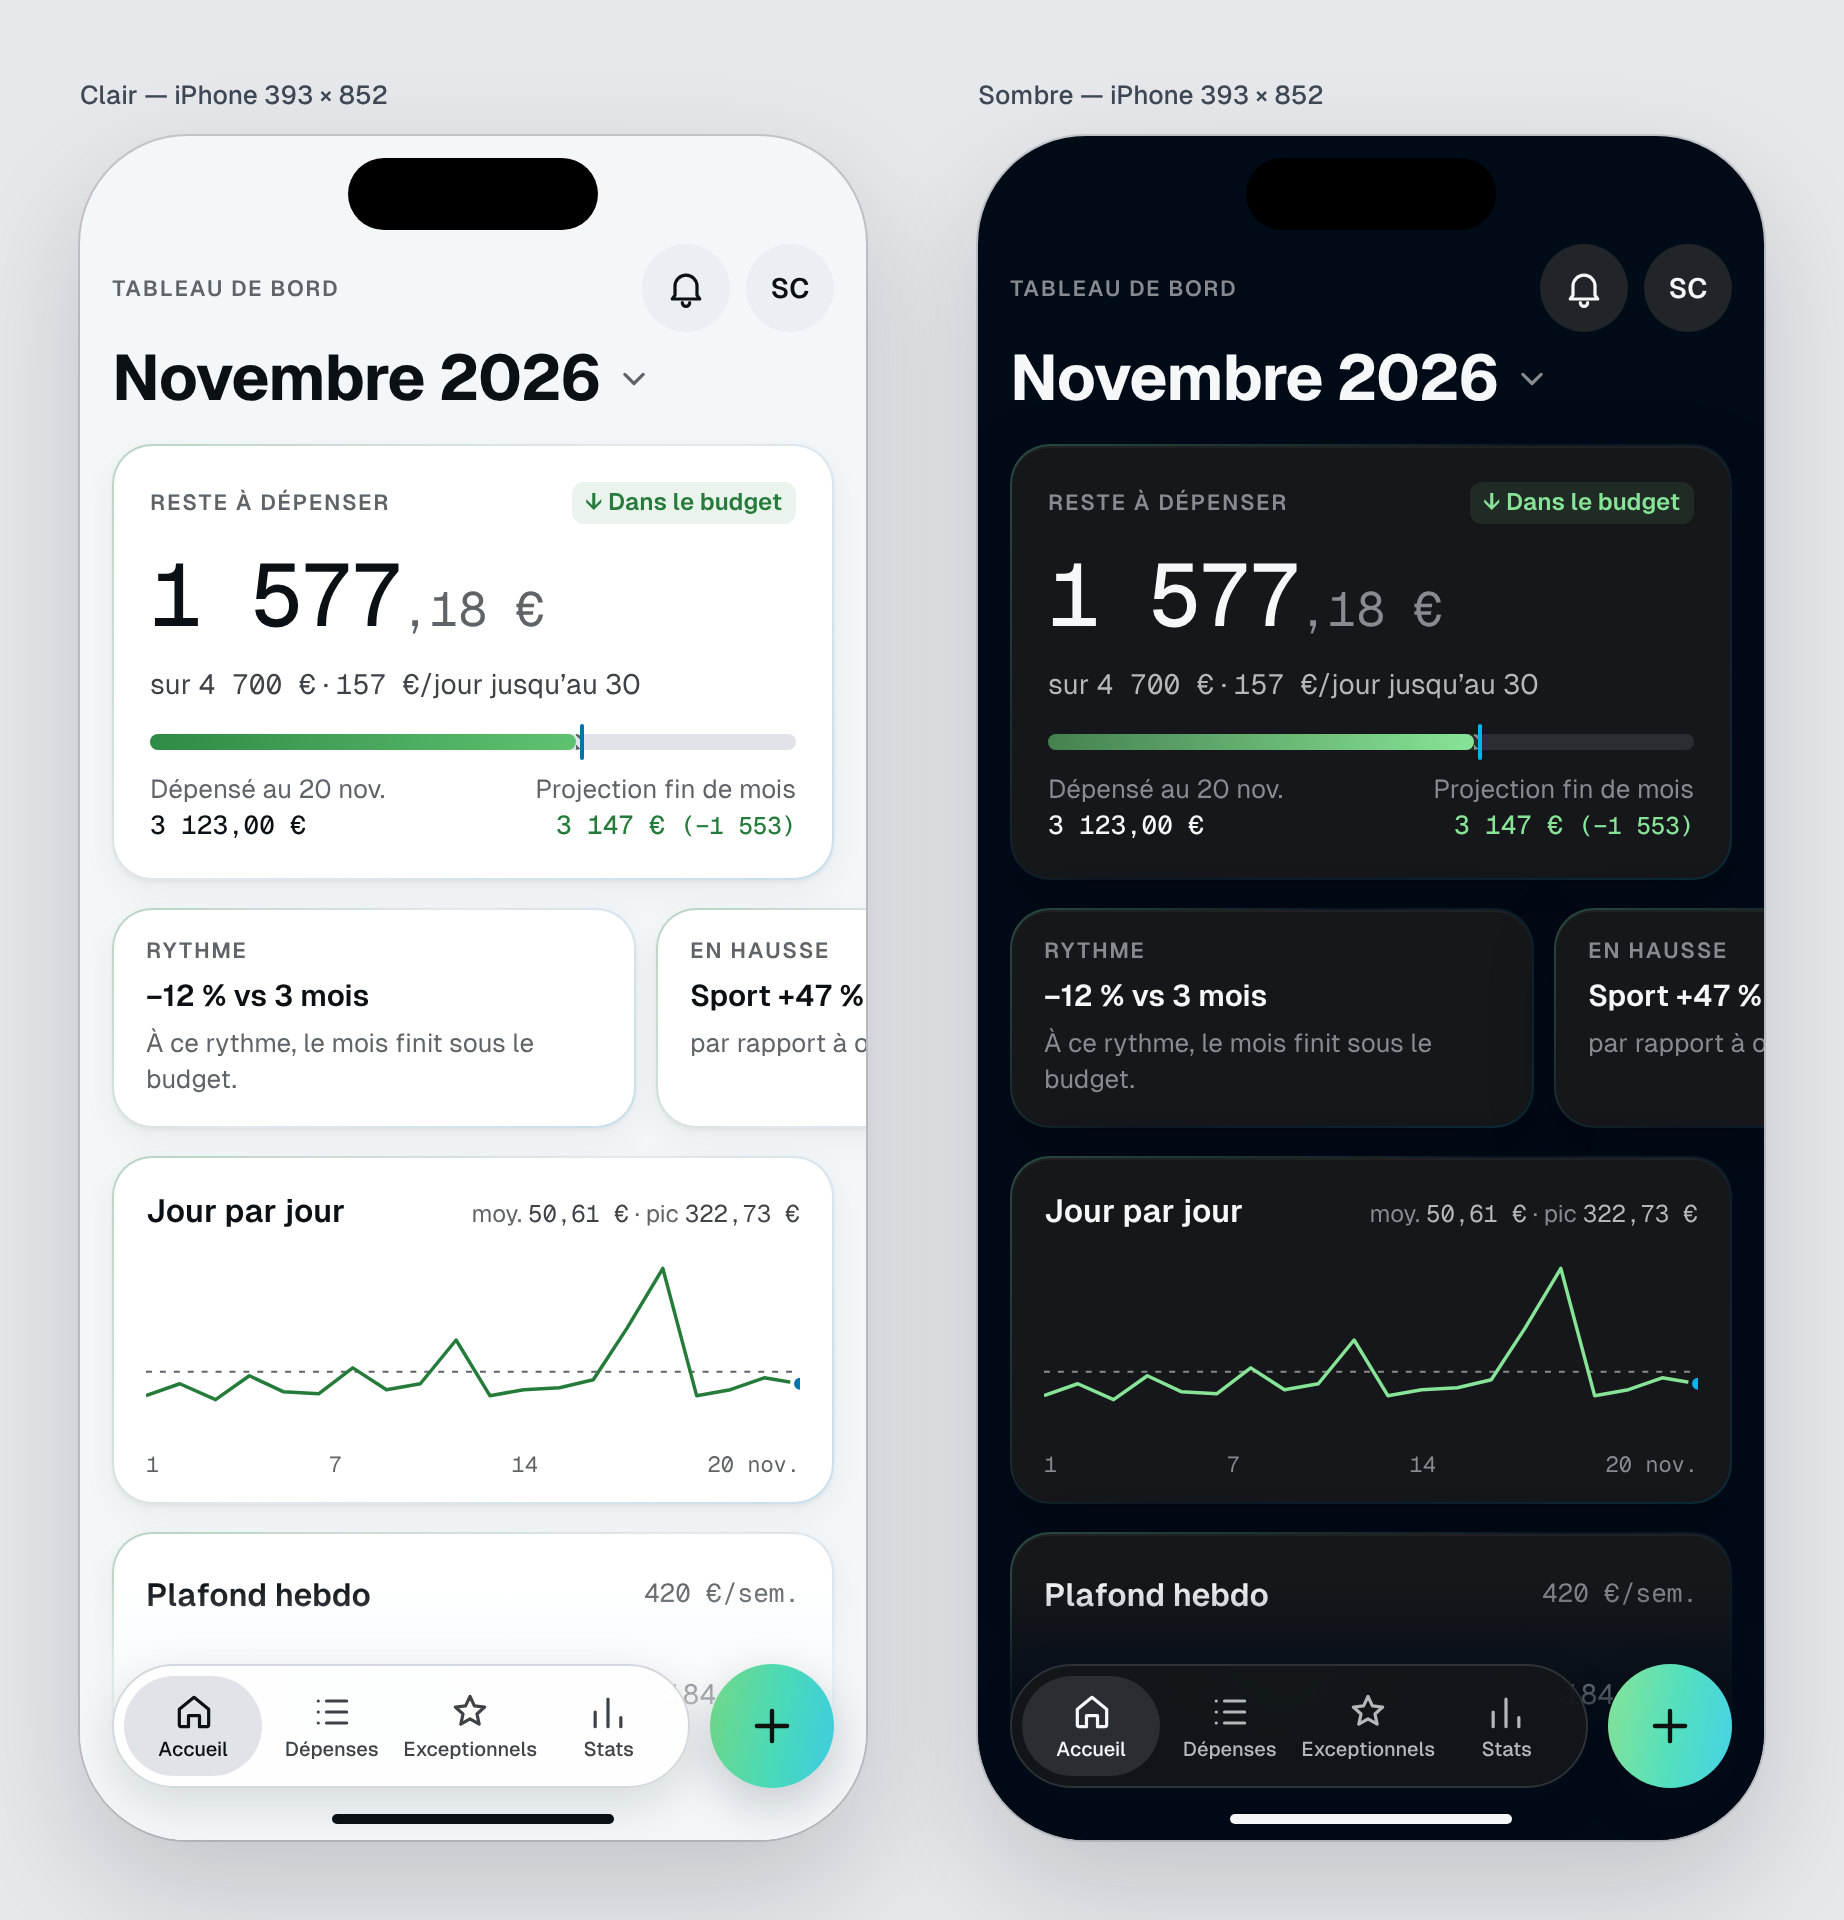 Clair — iPhone 393 × 852
TABLEAU DE BORD
SC
Novembre 2026
RESTE À DÉPENSER
↓ Dans le budget
1 577,18 €
sur 4 700 € · 157 €/jour jusqu’au 30
Dépensé au 20 nov.
Projection fin de mois
3 123,00 €
3 147 € (−1 553)
RYTHME
−12 % vs 3 mois
À ce rythme, le mois finit sous le
budget.
EN HAUSSE
Sport +47 %
par rapport à
Jour par jour
moy. 50,61 € · pic 322,73 €
1
7
14
20 nov.
Plafond hebdo
420 €/sem.
Accueil
Dépenses
Exceptionnels
Stats
Sombre — iPhone 393 × 852
TABLEAU DE BORD
SC
Novembre 2026
RESTE À DÉPENSER
↓ Dans le budget
1 577,18 €
sur 4 700 € · 157 €/jour jusqu’au 30
Dépensé au 20 nov.
Projection fin de mois
3 123,00 €
3 147 € (−1 553)
RYTHME
−12 % vs 3 mois
À ce rythme, le mois finit sous le
budget.
EN HAUSSE
Sport +47 %
par rapport à
Jour par jour
moy. 50,61 € · pic 322,73 €
1
7
14
20 nov.
Plafond hebdo
420 €/sem.
Accueil
Dépenses
Exceptionnels
Stats